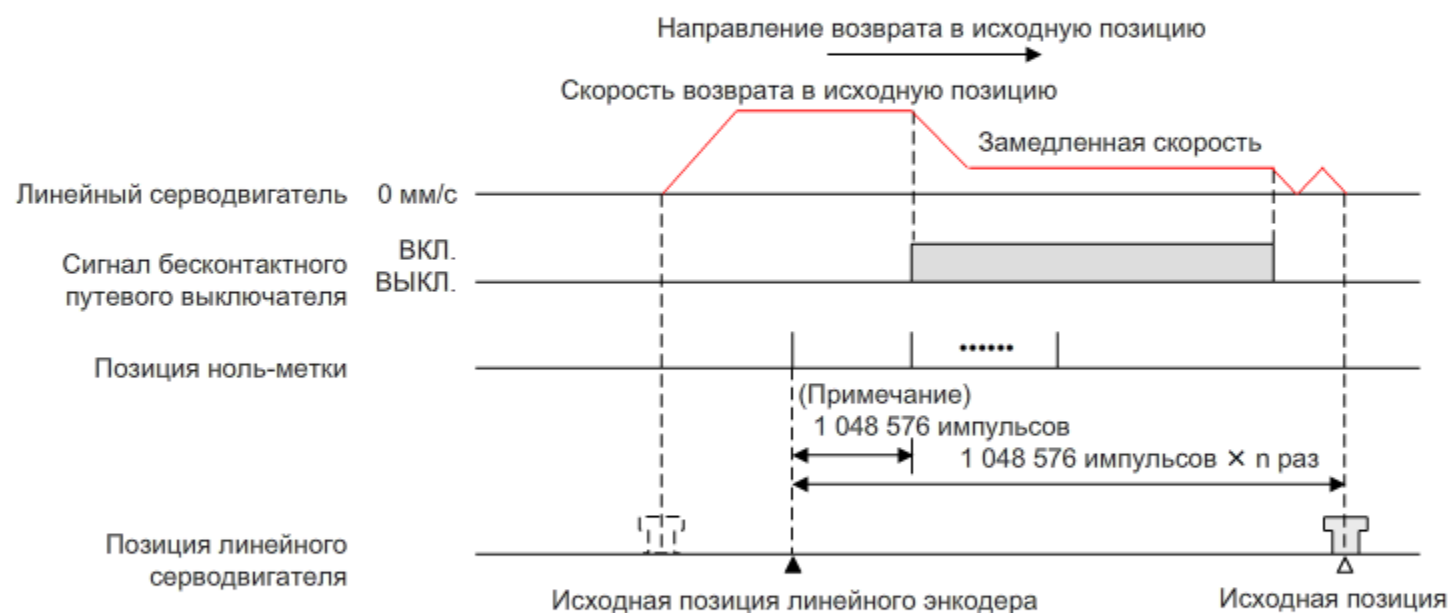 Направление возврата в исходную позицию
Скорость возврата в исходную позицию
Замедленная скорость
Линейный серводвигатель 0 мм/с
Сигнал бесконтактного
путевого выключателя
ВКЛ.
ВЫКЛ.
Позиция ноль-метки
(Примечание)
1 048 576 импульсов
1 048 576 импульсов × n раз
Позиция линейного
серводвигателя
Исходная позиция линейного энкодера
Исходная позиция